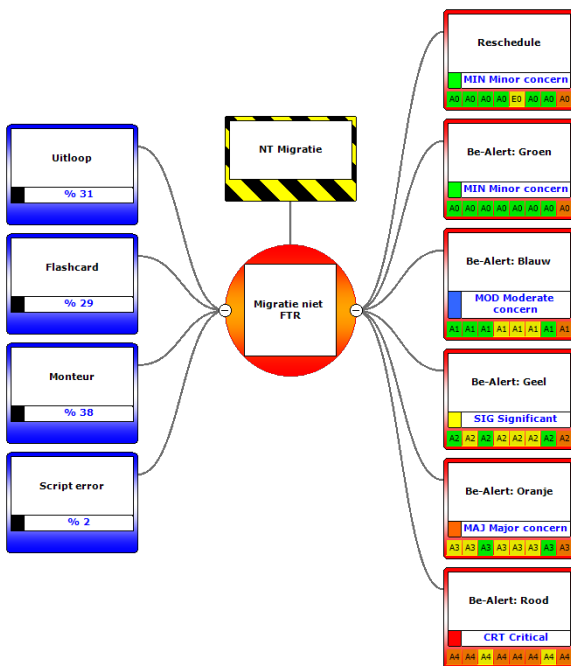 Uitloop
% 31
Flashcard
% 29
Monteur
% 38
Script error
% 2
NT Migratie
Migratie niet
FTR
Reschedule
MIN Minor concern
A0 A0 A0 A0 E0 A0 A0 A0
Be-Alert: Groen
MIN Minor concern
A0 A0 A0 A0 A0 A0 A0 A0
Be-Alert: Blauw
MOD Moderate
concern
A1 A1 A1 A1 A1 A1 A1 A1
Be-Alert: Geel
SIG Significant
A2 A2 A2 A2 A2 A2 A2 A2
Be-Alert: Oranje
MAJ Major concern
A3 A3 A3 A3 A3 A3 A3 A3
Be-Alert: Rood
CRT Critical
A4 A4 A4 A4 A4 A4 A4 A4